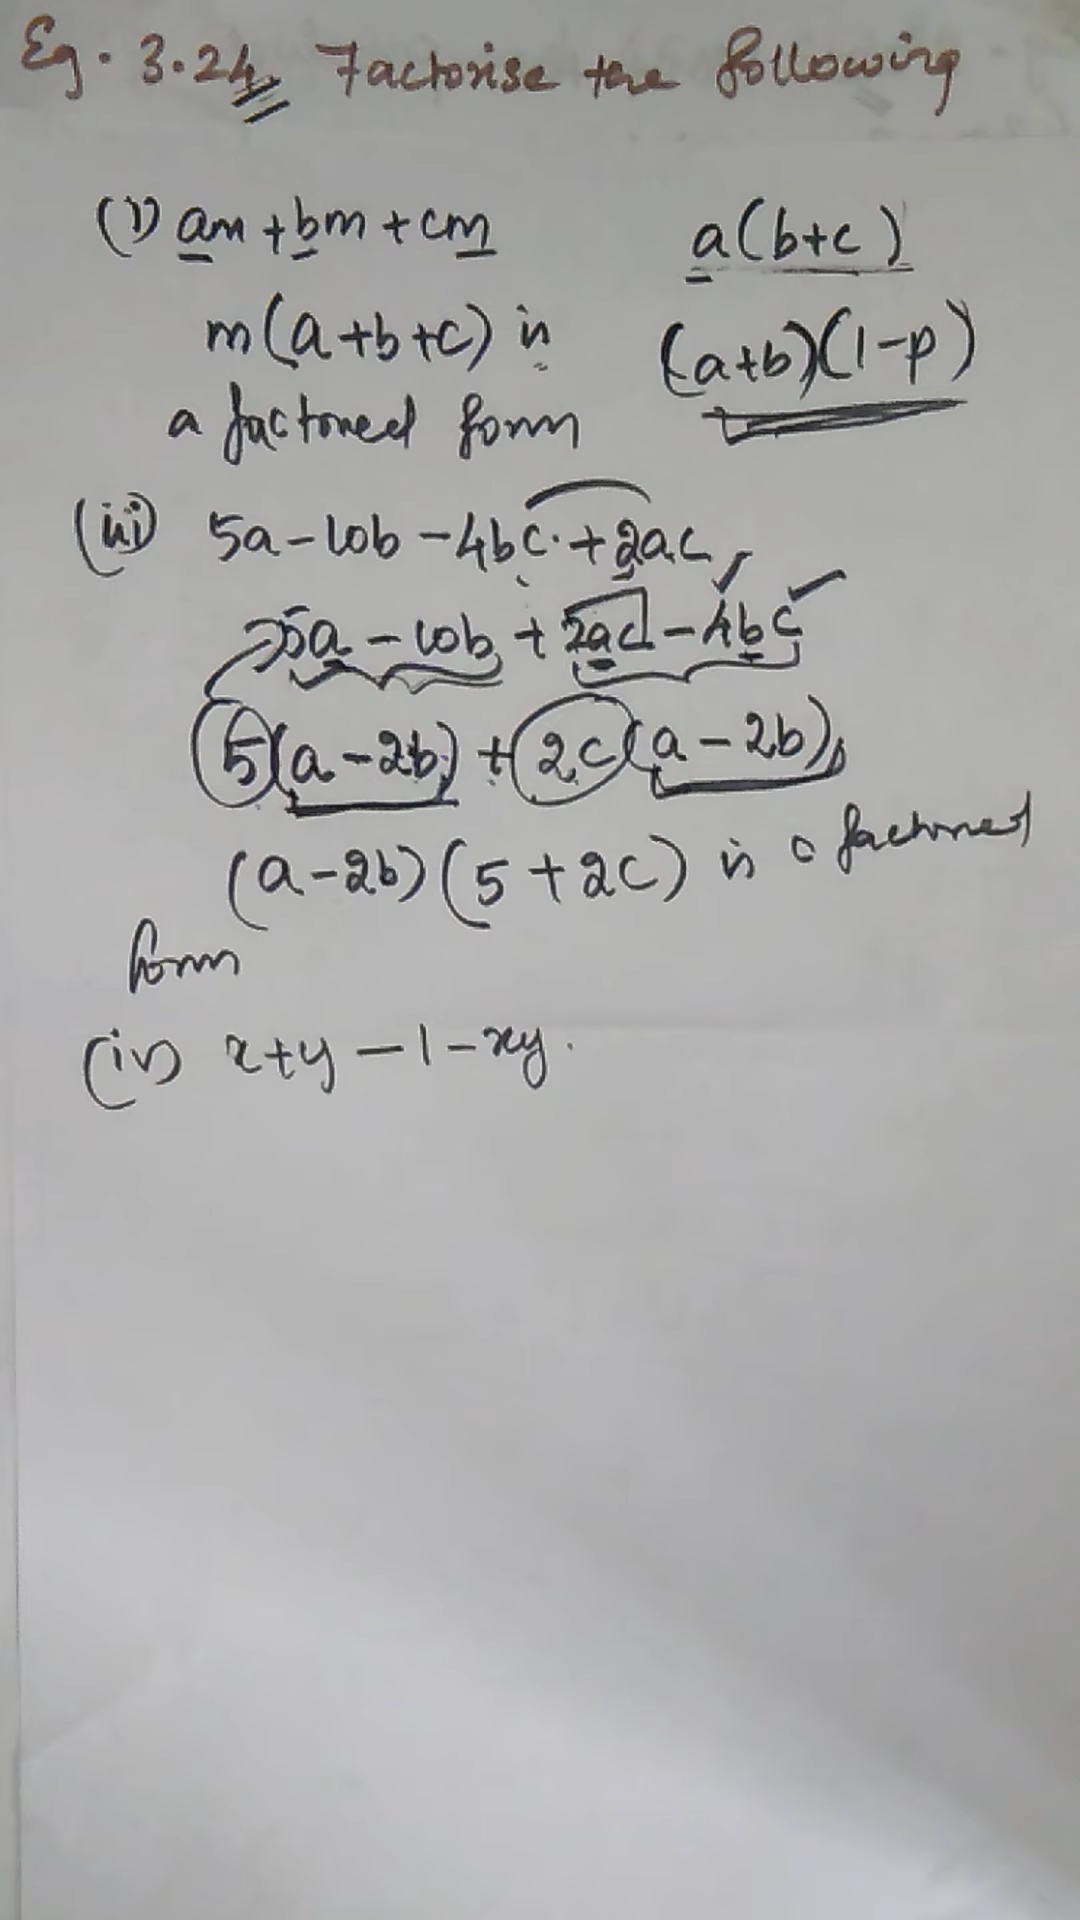 Eg. 3.24 Factorise the following
(i) am + bm + cm
a(b+c)
m(a+b+c) is
(a+b)(1-p)
a factored form
(iii) 5a - 10b - 4bc + 2ac
5a - 10b + 2ac - 4bc
5(a - 2b) + 2c(a - 2b)
(a - 2b)(5 + 2c) is a factored
form
(iv) x + y - 1 - xy.